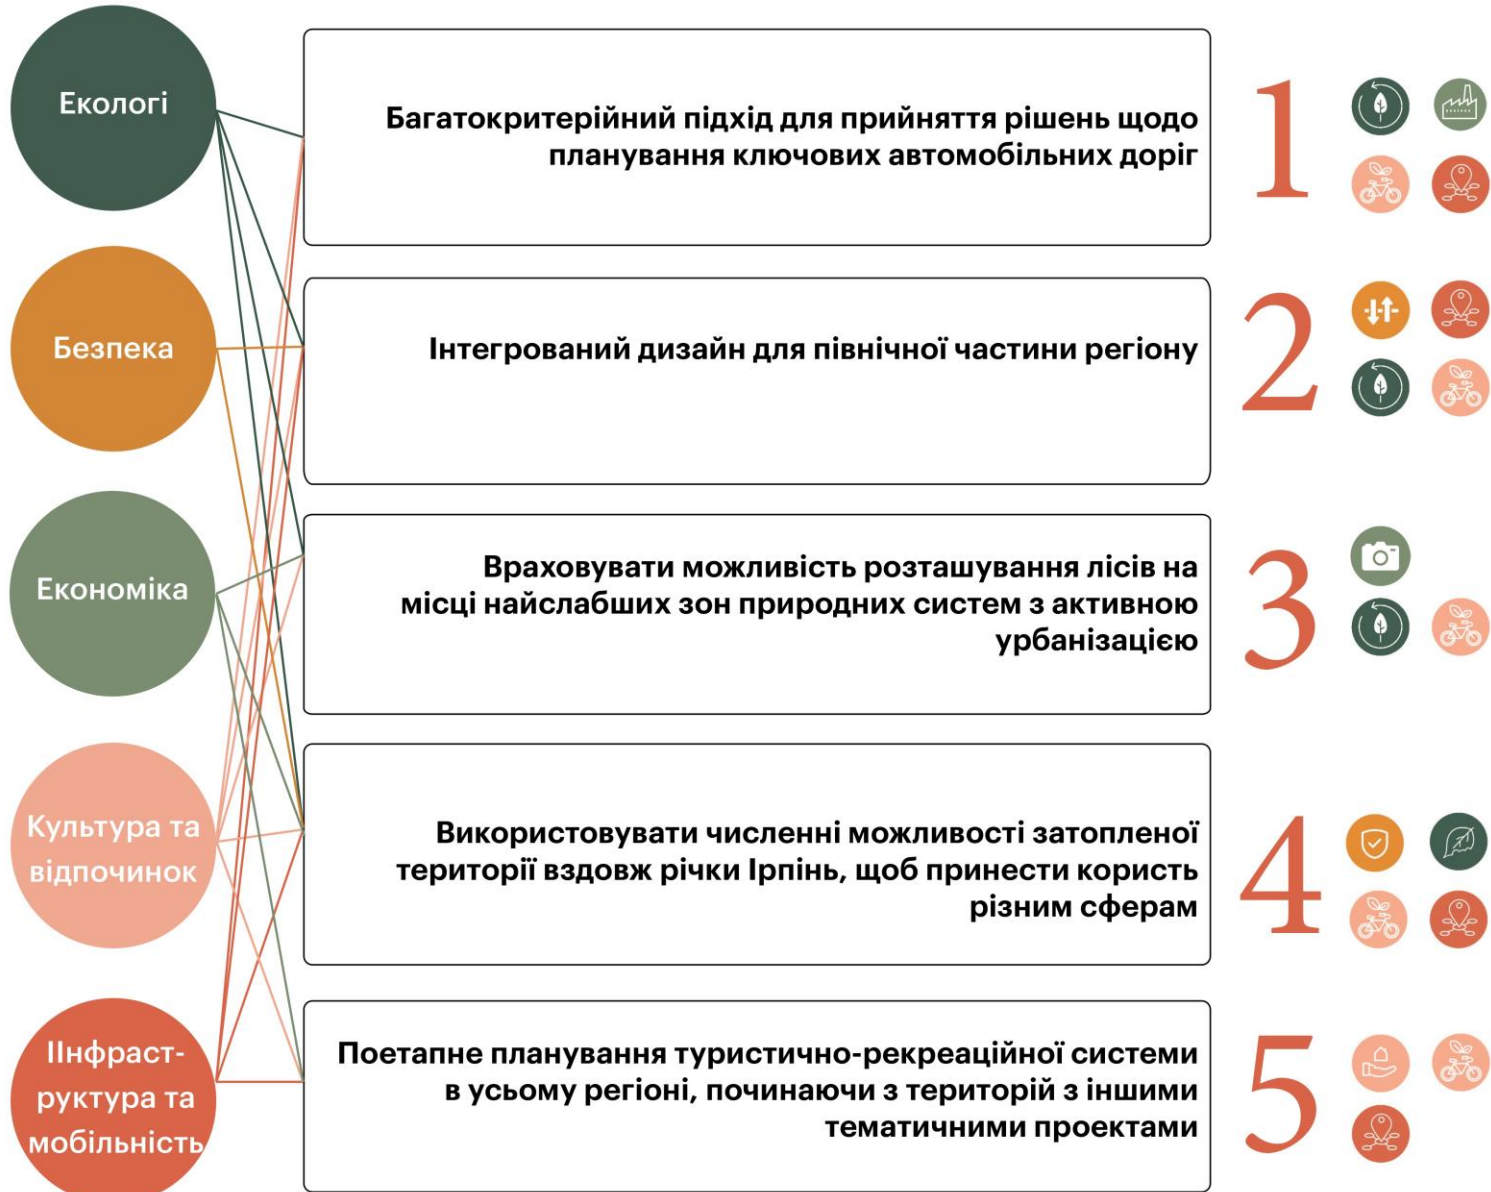 Екологі
Багатокритерійний підхід для прийняття рішень щодо
планування ключових автомобільних доріг
1
Безпека
Інтегрований дизайн для північної частини регіону
2
Економіка
Враховувати можливість розташування лісів на
місці найслабших зон природних систем з активною
урбанізацією
3
Культура та
відпочинок
Використовувати численні можливості затопленої
території вздовж річки Ірпінь, щоб принести користь
різним сферам
4
ІІнфраст-
руктура та
мобільність
Поетапне планування туристично-рекреаційної системи
в усьому регіоні, починаючи з територій з іншими
тематичними проектами
5